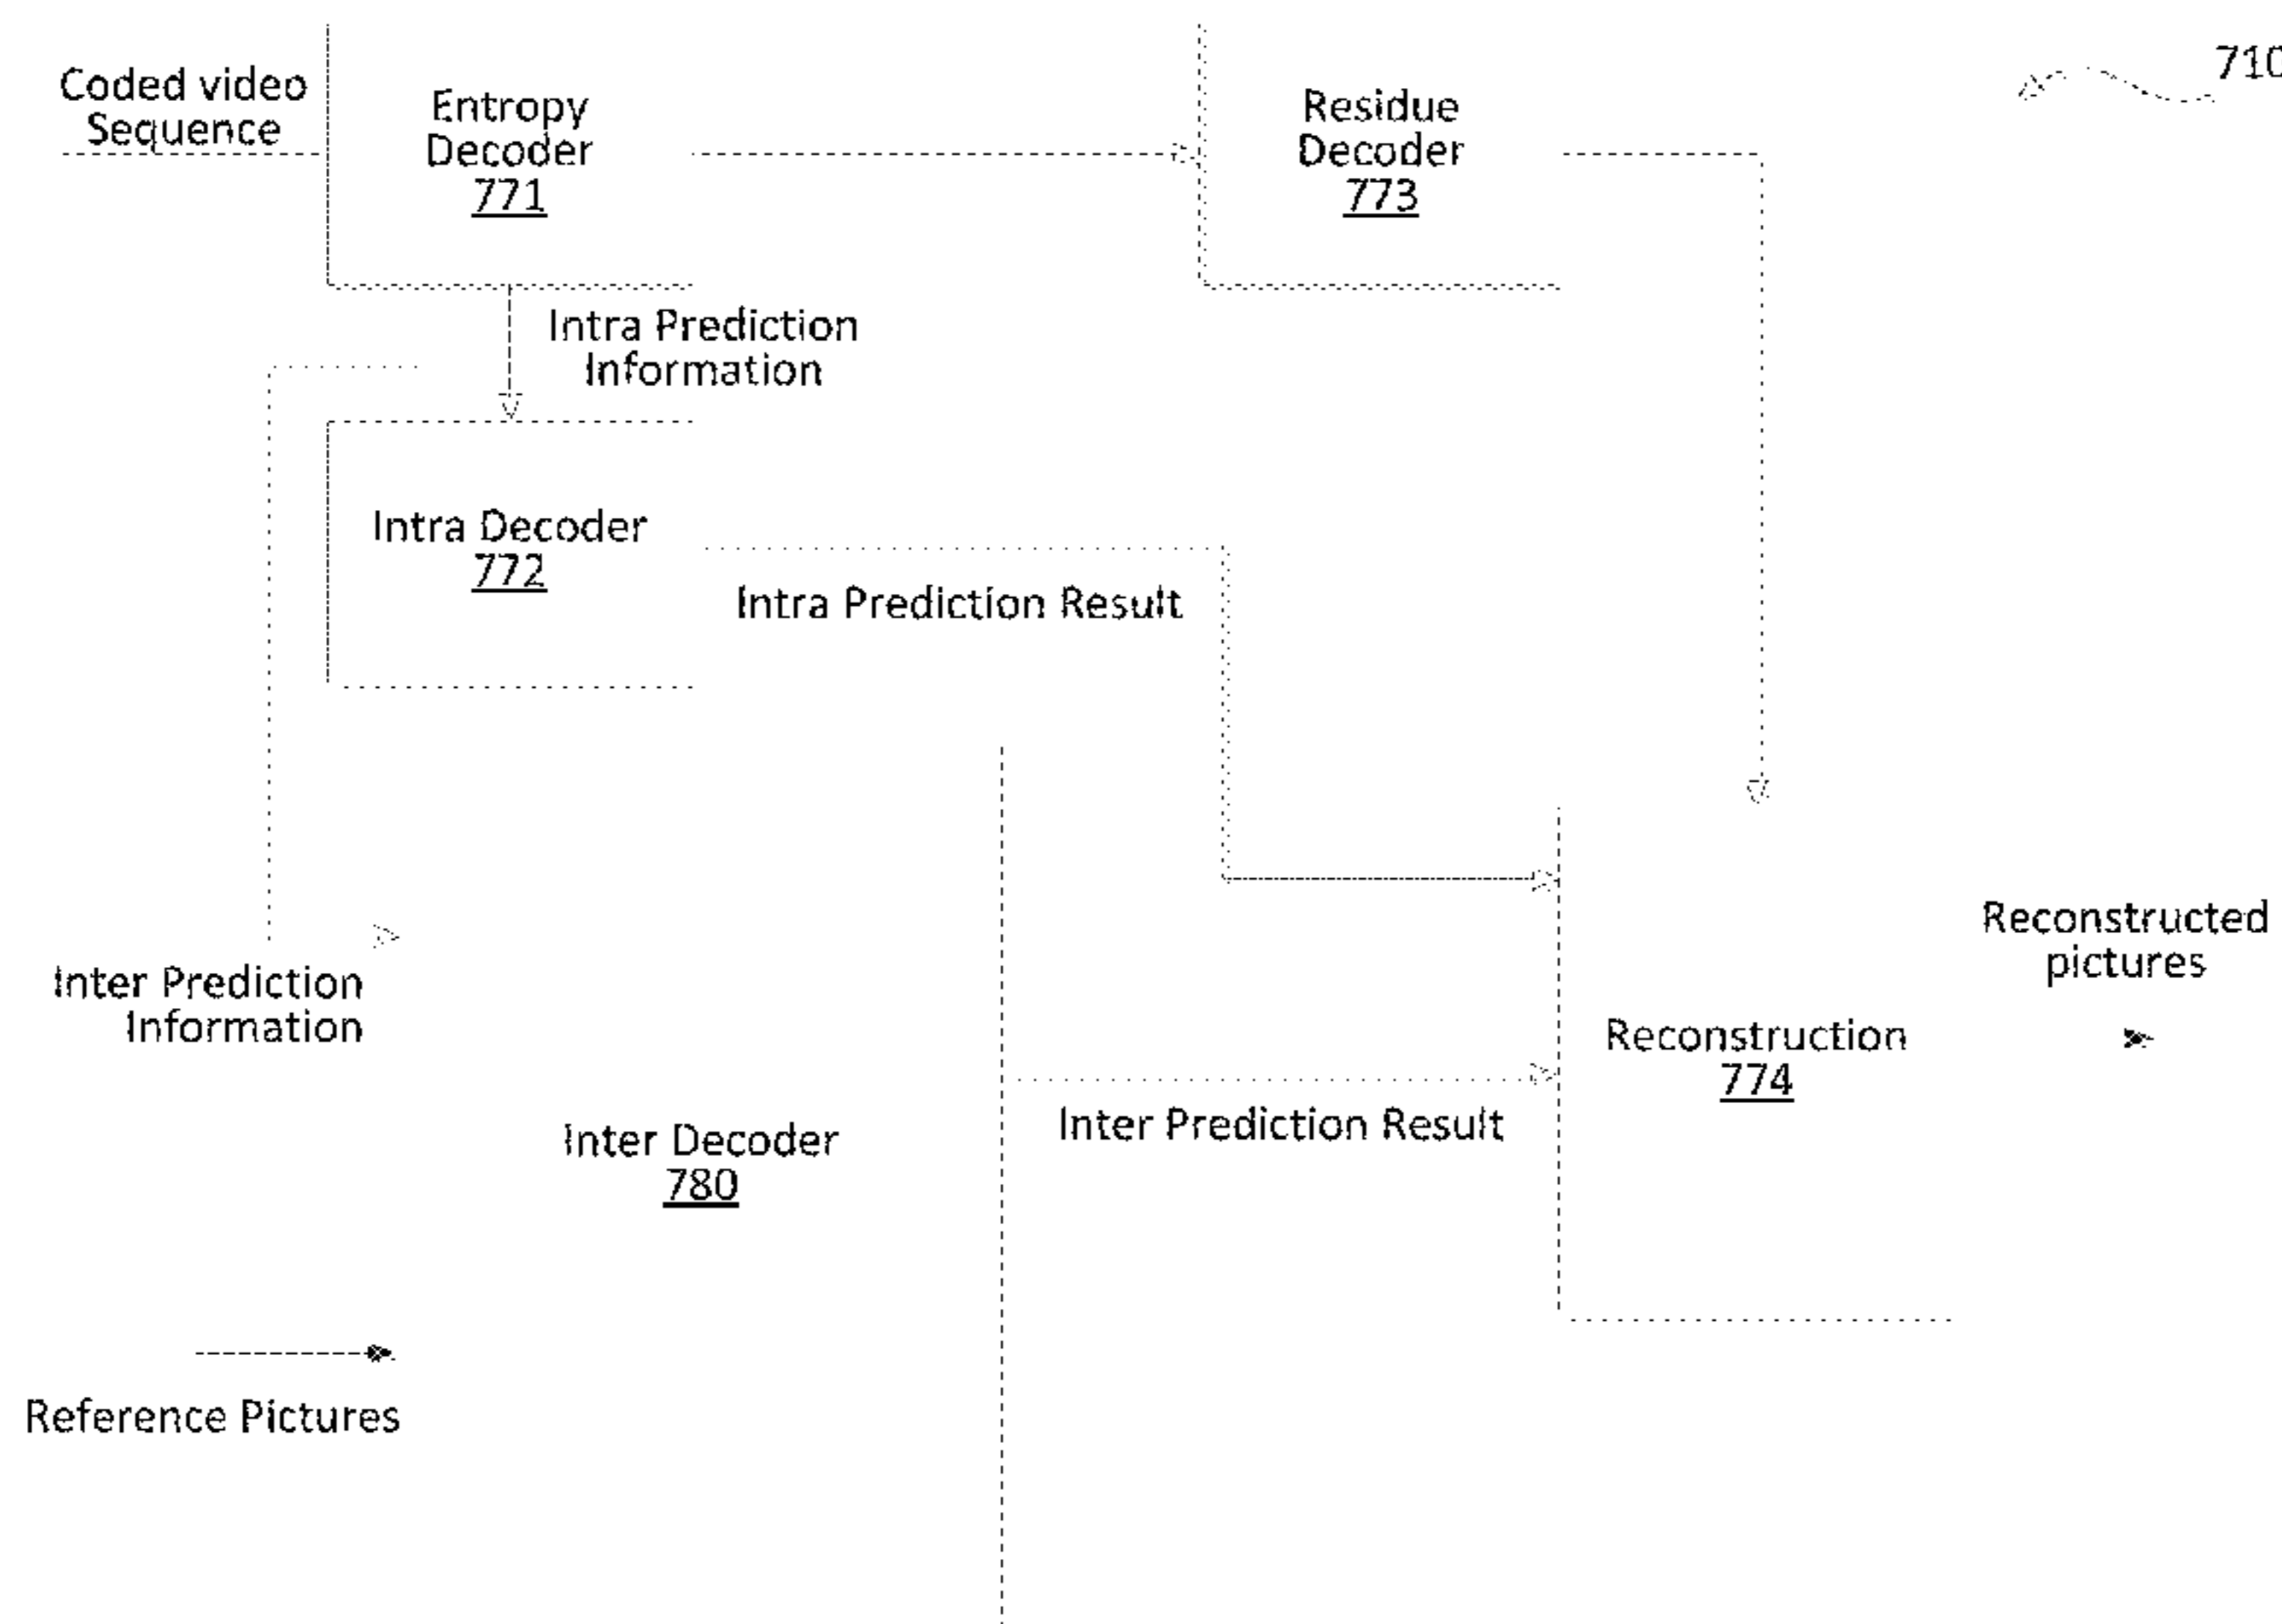 710
Coded video
Sequence
Entropy
Decoder
771
Residue
Decoder
773
Intra Prediction
Information
Intra Decoder
772
Intra Prediction Result
Inter Prediction
Information
Reconstructed
pictures
Reconstruction
774
Inter Prediction Result
Inter Decoder
780
Reference Pictures